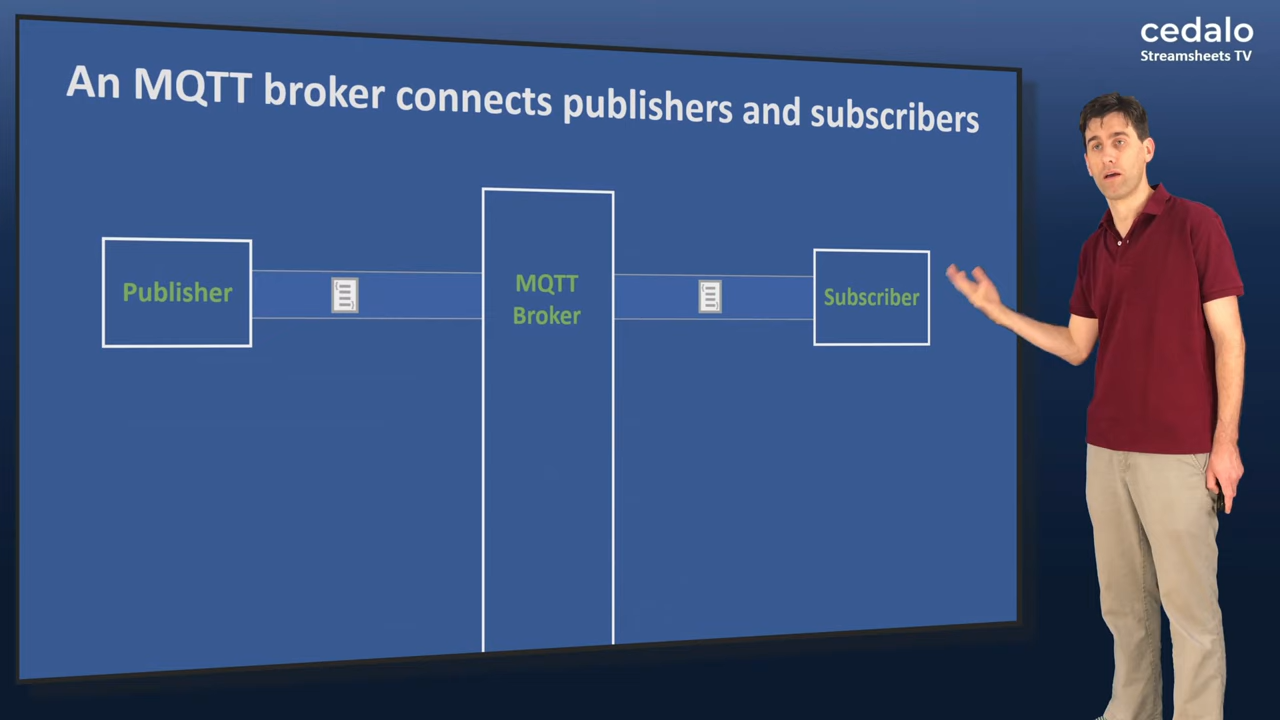 cedalo
Streamsheets TV
An MQTT broker connects publishers and subscribers
Publisher
MQTT
Broker
Subscriber